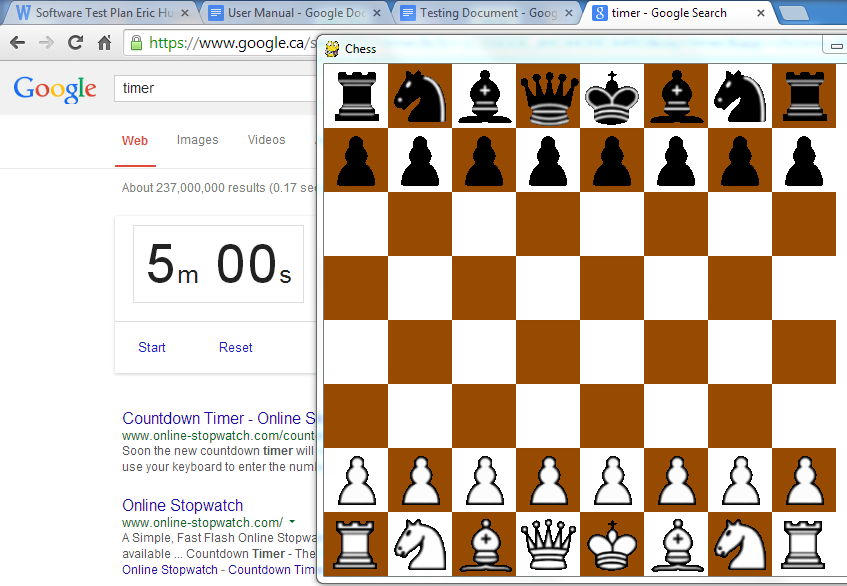 Software Test Plan Eric Hu
User Manual - Google Doc
Testing Document - Goog
timer - Google Search
https://www.google.ca/s
Chess
Google
timer
Web
Images
Videos
About 237,000,000 results (0.17 sec
5m 00s
Start
Reset
Countdown Timer - Online S
www.online-stopwatch.com/count
Soon the new countdown timer will
use your keyboard to enter the num
Online Stopwatch
www.online-stopwatch.com/
A Simple, Fast Flash Online Stopwa
available ... Countdown Timer - The
Online Stopwatch - Countdown Tim